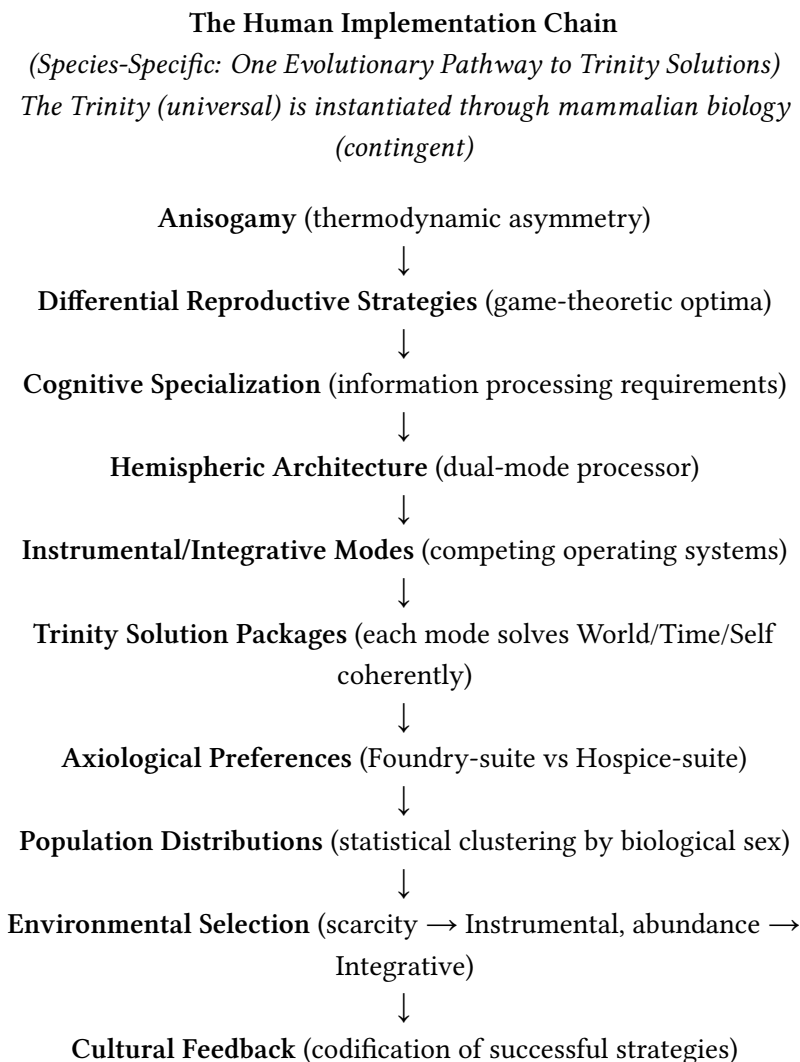 The Human Implementation Chain
(Species-Specific: One Evolutionary Pathway to Trinity Solutions)
The Trinity (universal) is instantiated through mammalian biology
(contingent)
Anisogamy (thermodynamic asymmetry)
↓
Differential Reproductive Strategies (game-theoretic optima)
↓
Cognitive Specialization (information processing requirements)
↓
Hemispheric Architecture (dual-mode processor)
↓
Instrumental/Integrative Modes (competing operating systems)
↓
Trinity Solution Packages (each mode solves World/Time/Self
coherently)
↓
Axiological Preferences (Foundry-suite vs Hospice-suite)
↓
Population Distributions (statistical clustering by biological sex)
↓
Environmental Selection (scarcity → Instrumental, abundance →
Integrative)
↓
Cultural Feedback (codification of successful strategies)